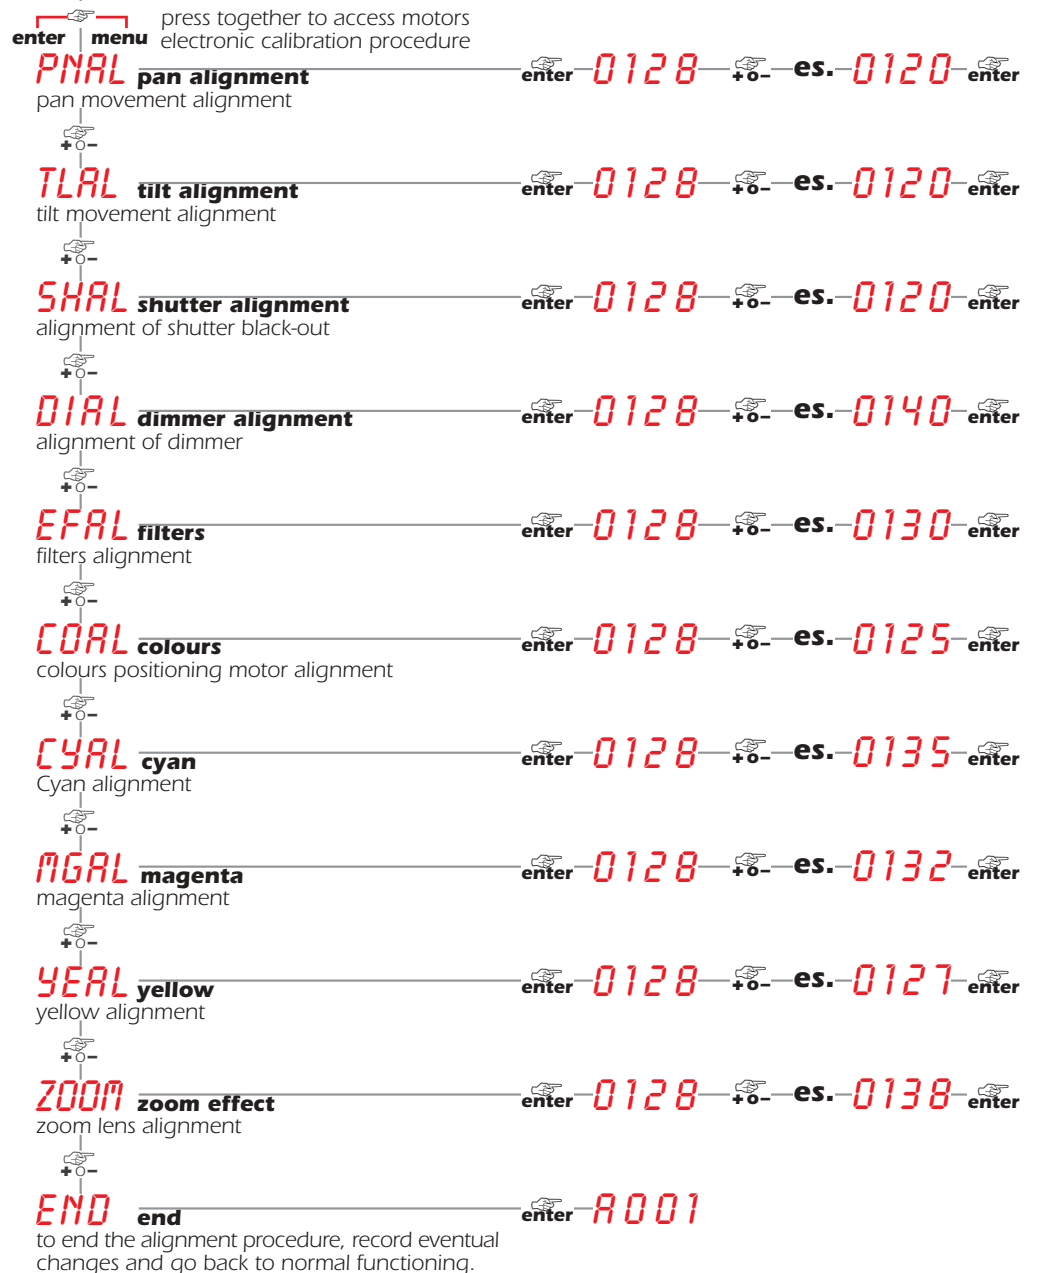 press together to access motors
enter menu electronic calibration procedure
PNAL pan alignment enter 0128 + o - es. 0120 enter
pan movement alignment
+ o -
TLAL tilt alignment enter 0128 + o - es. 0120 enter
tilt movement alignment
+ o -
SHAL shutter alignment enter 0128 + o - es. 0120 enter
alignment of shutter black-out
+ o -
DIAL dimmer alignment enter 0128 + o - es. 0140 enter
alignment of dimmer
+ o -
EFAL filters enter 0128 + o - es. 0130 enter
filters alignment
+ o -
COAL colours enter 0128 + o - es. 0125 enter
colours positioning motor alignment
+ o -
CYAL cyan enter 0128 + o - es. 0135 enter
Cyan alignment
+ o -
MGAL magenta enter 0128 + o - es. 0132 enter
magenta alignment
+ o -
YEAL yellow enter 0128 + o - es. 0127 enter
yellow alignment
+ o -
ZOOM zoom effect enter 0128 + o - es. 0138 enter
zoom lens alignment
+ o -
END end enter A001
to end the alignment procedure, record eventual
changes and go back to normal functioning.